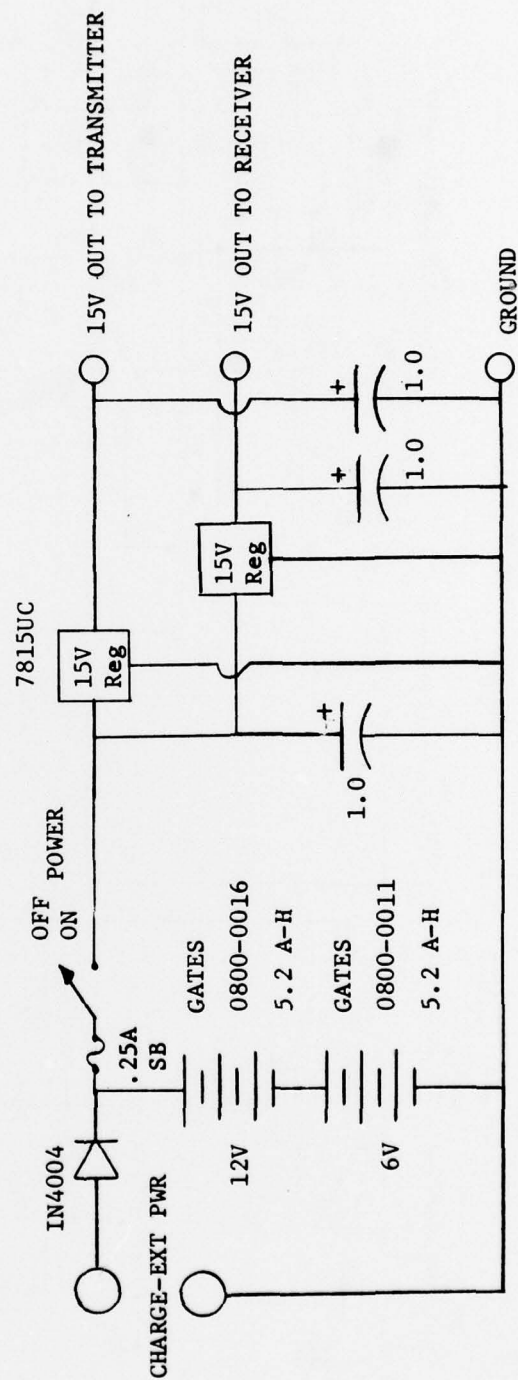 CHARGE-EXT PWR
IN4004
.25A
SB
OFF
ON
POWER
12V
GATES
0800-0016
5.2 A-H
6V
GATES
0800-0011
5.2 A-H
7815UC
15V
Reg
15V
Reg
+
1.0
+
1.0
+
1.0
15V OUT TO TRANSMITTER
15V OUT TO RECEIVER
GROUND